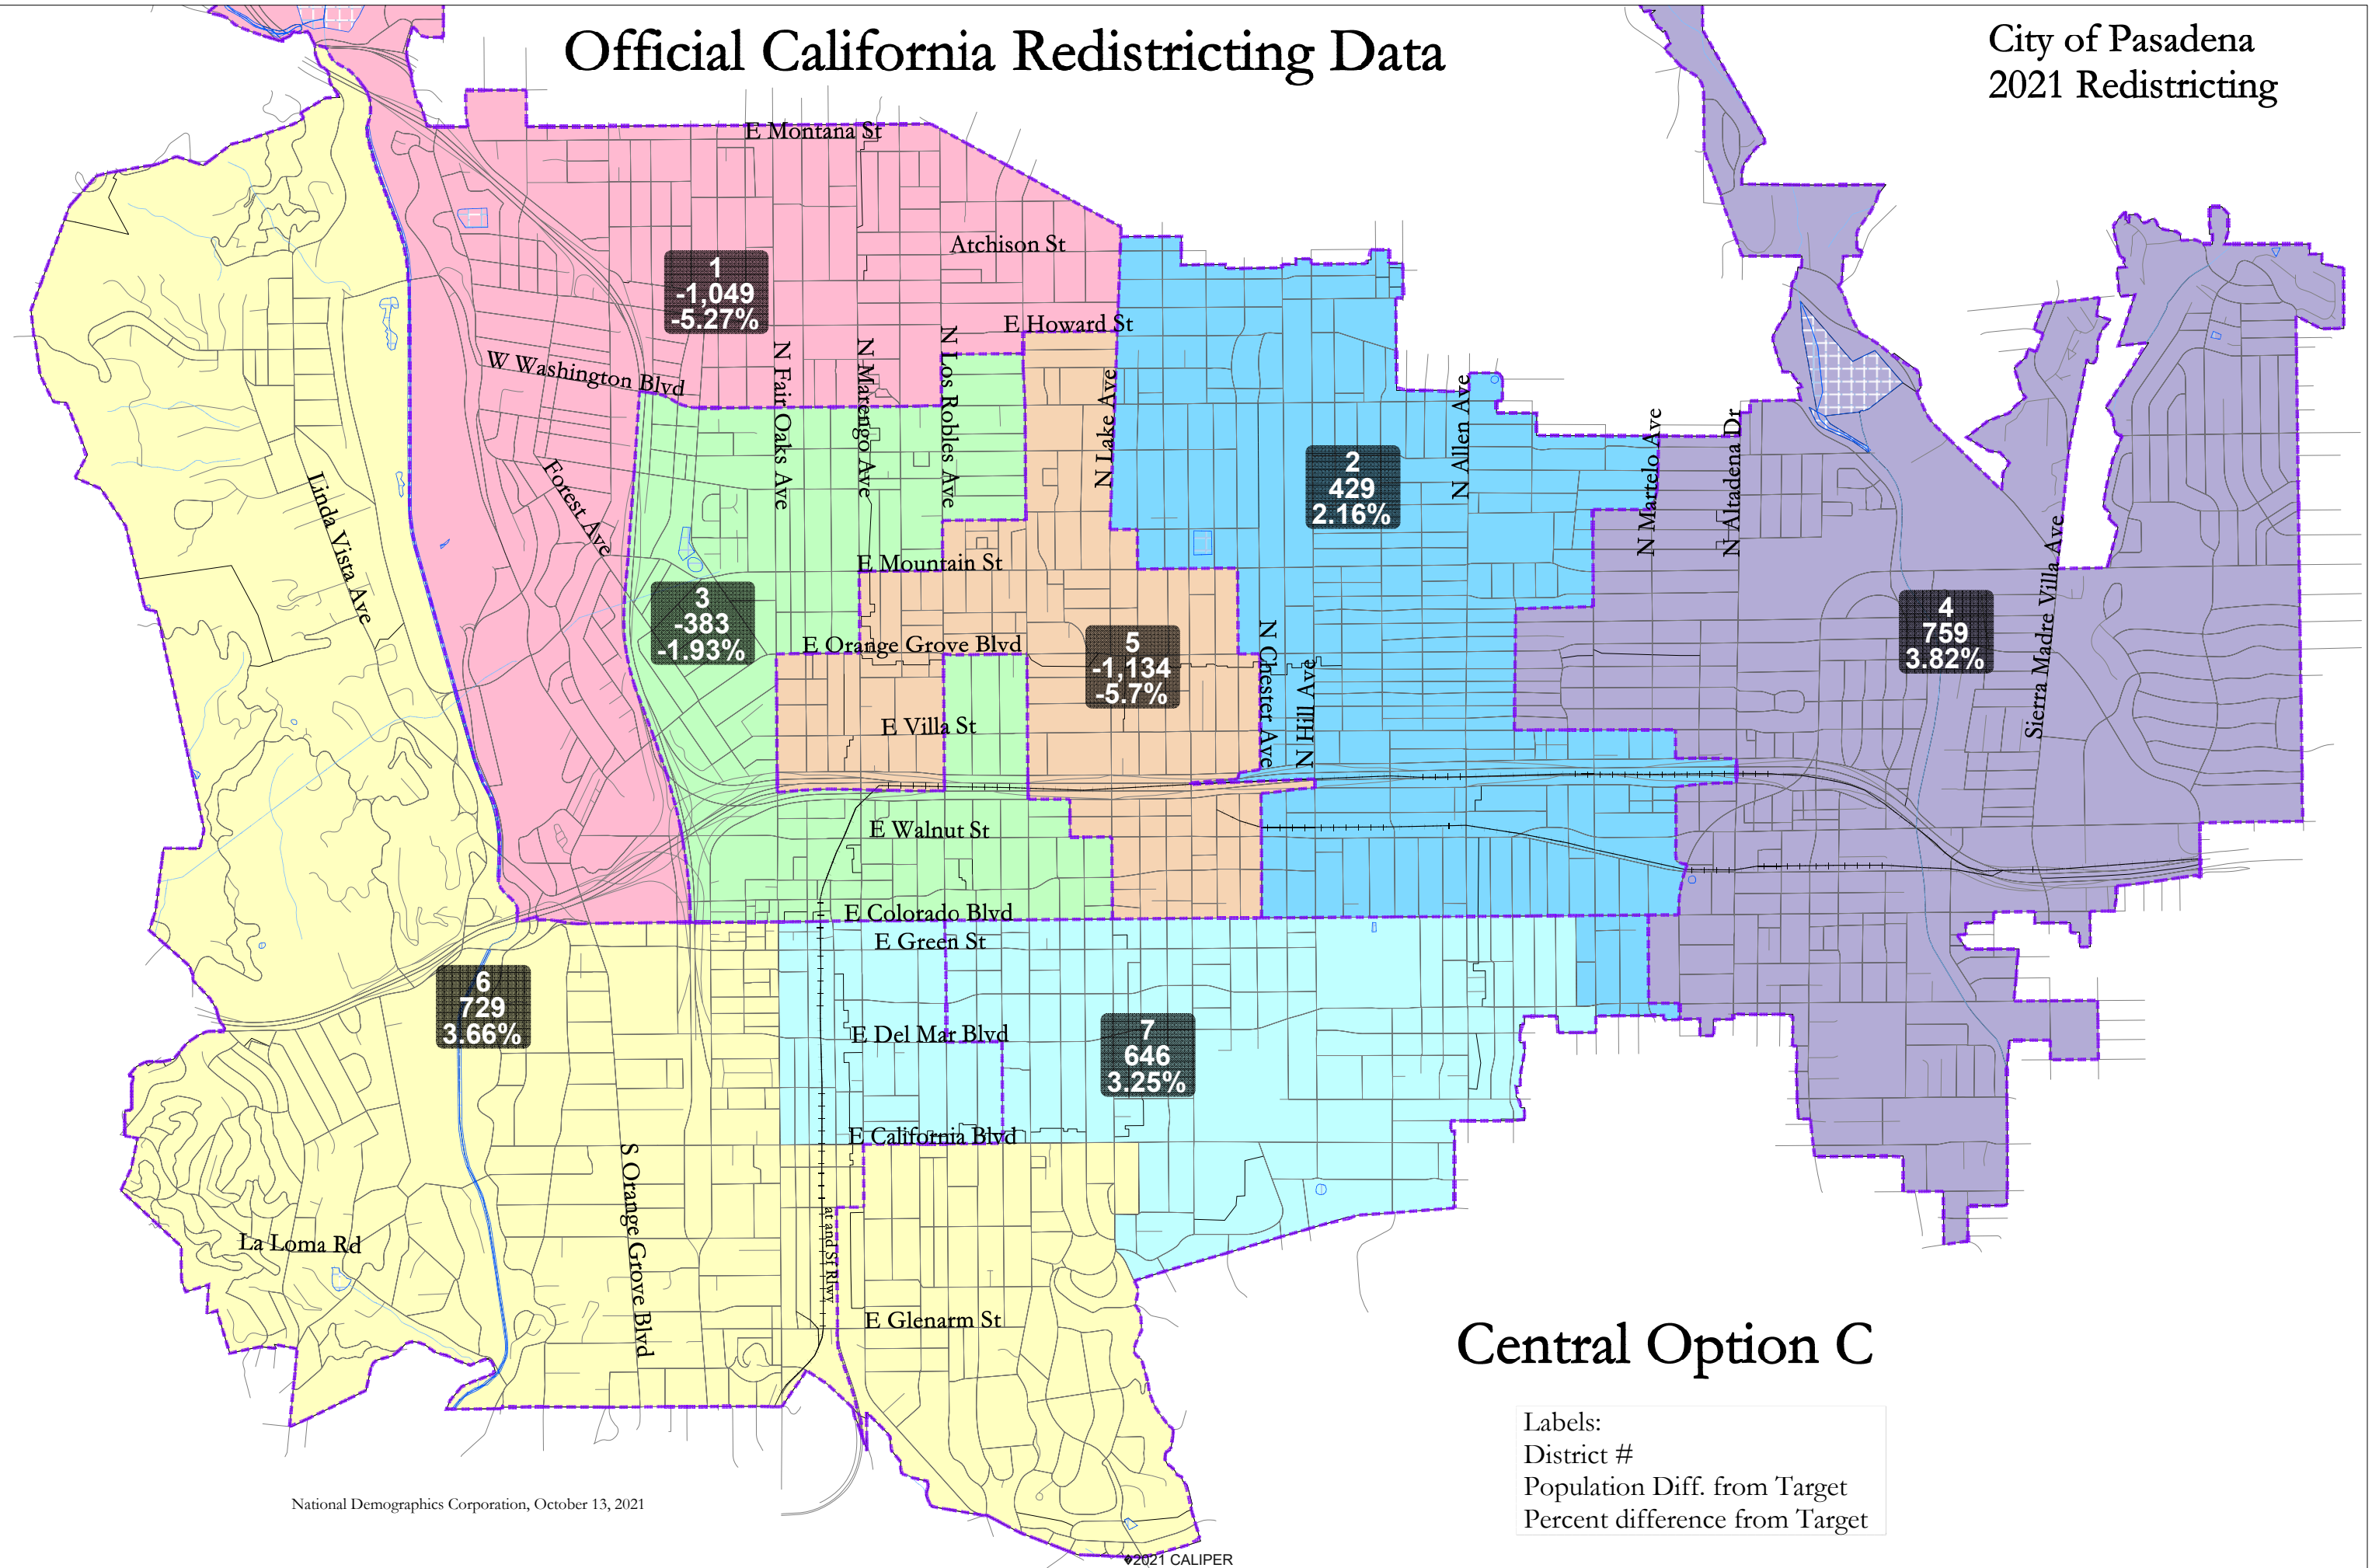 Official California Redistricting Data
City of Pasadena
2021 Redistricting
E Montana St
Atchison St
1
-1,049
-5.27%
E Howard St
W Washington Blvd
N Fair Oaks Ave
N Marengo Ave
N Los Robles Ave
N Lake Ave
N Allen Ave
N Martelo Ave
N Altadena Dr
2
429
2.16%
Linda Vista Ave
Forest Ave
E Mountain St
3
-383
-1.93%
E Orange Grove Blvd
5
-1,134
-5.7%
N Chester Ave
N Hill Ave
4
759
3.82%
Sierra Madre Villa Ave
E Villa St
E Walnut St
E Colorado Blvd
E Green St
6
729
3.66%
E Del Mar Blvd
7
646
3.25%
E California Blvd
S Orange Grove Blvd
La Loma Rd
at and Sf Rlwy
E Glenarm St
Central Option C
Labels:
District #
Population Diff. from Target
Percent difference from Target
National Demographics Corporation, October 13, 2021
�2021 CALIPER